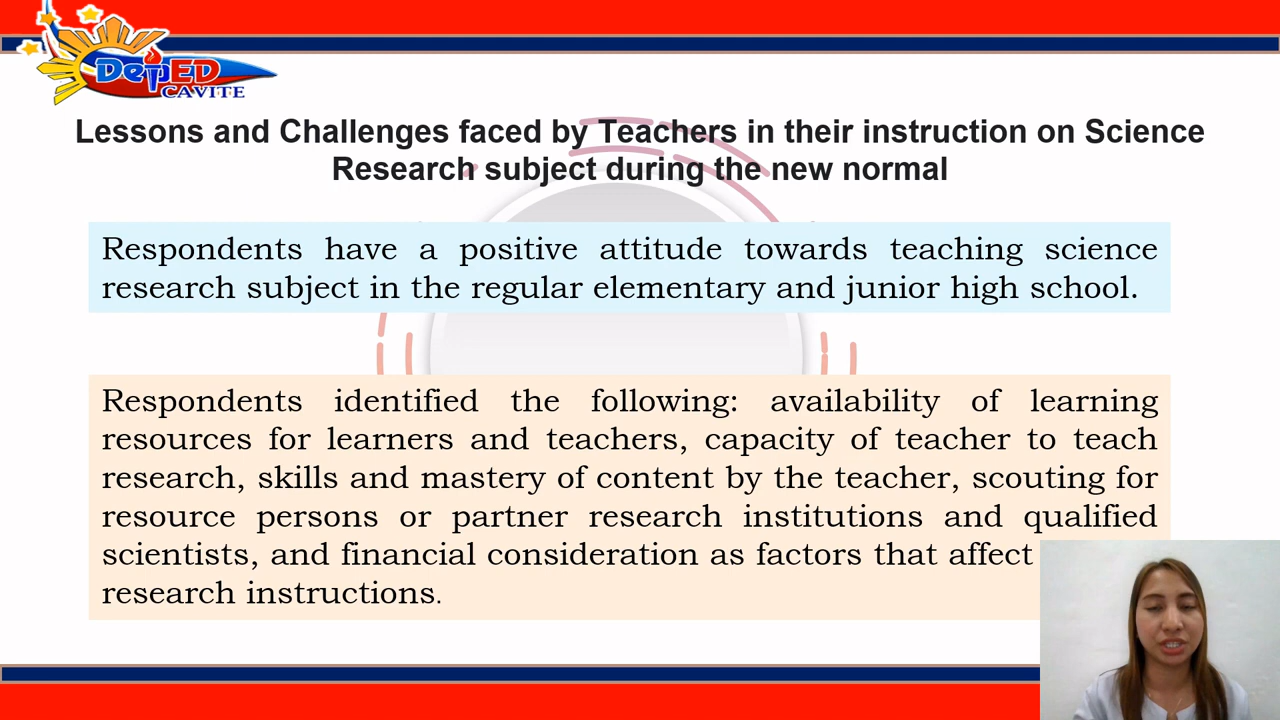 DepED
CAVITE
Lessons and Challenges faced by Teachers in their instruction on Science
Research subject during the new normal
Respondents have a positive attitude towards teaching science
research subject in the regular elementary and junior high school.
Respondents identified the following: availability of learning
resources for learners and teachers, capacity of teacher to teach
research, skills and mastery of content by the teacher, scouting for
resource persons or partner research institutions and qualified
scientists, and financial consideration as factors that affect
research instructions.